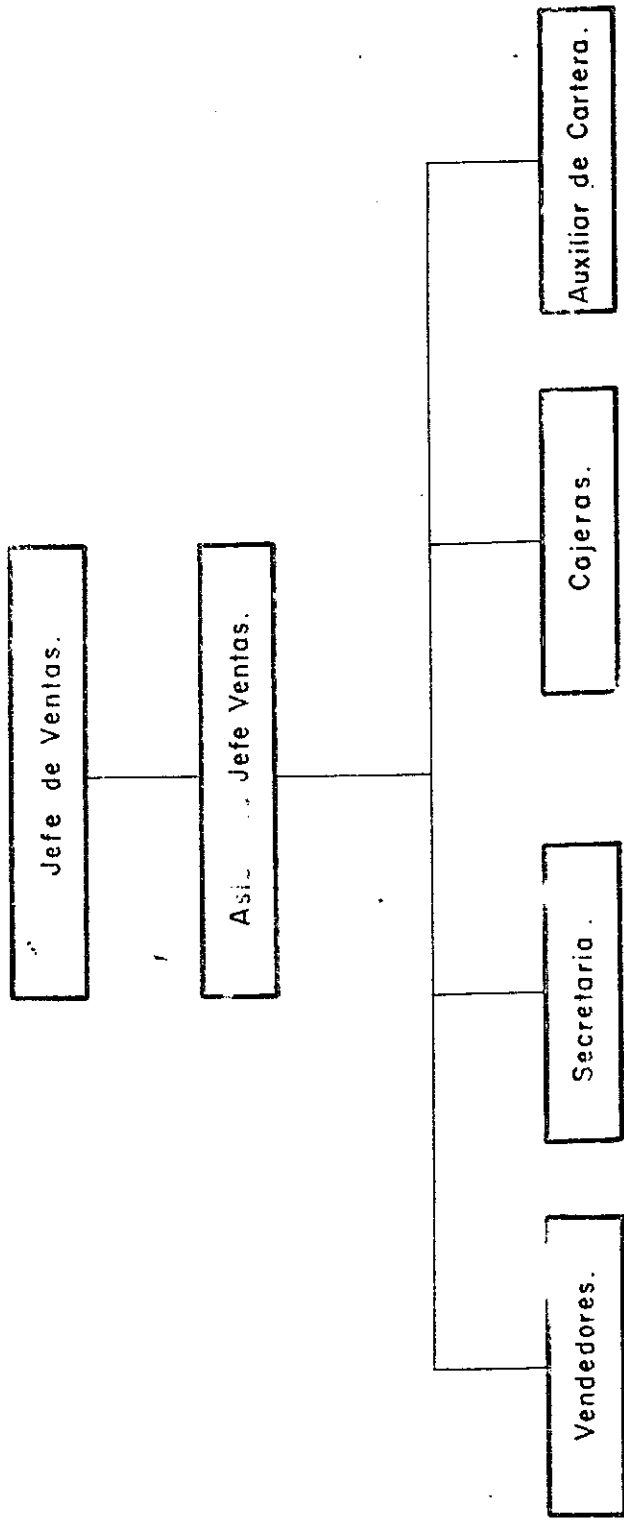 Jefe de Ventas.
Jefe Ventas.
Vendedores.
Secretaria.
Cajeras.
Auxiliar de Cartera.